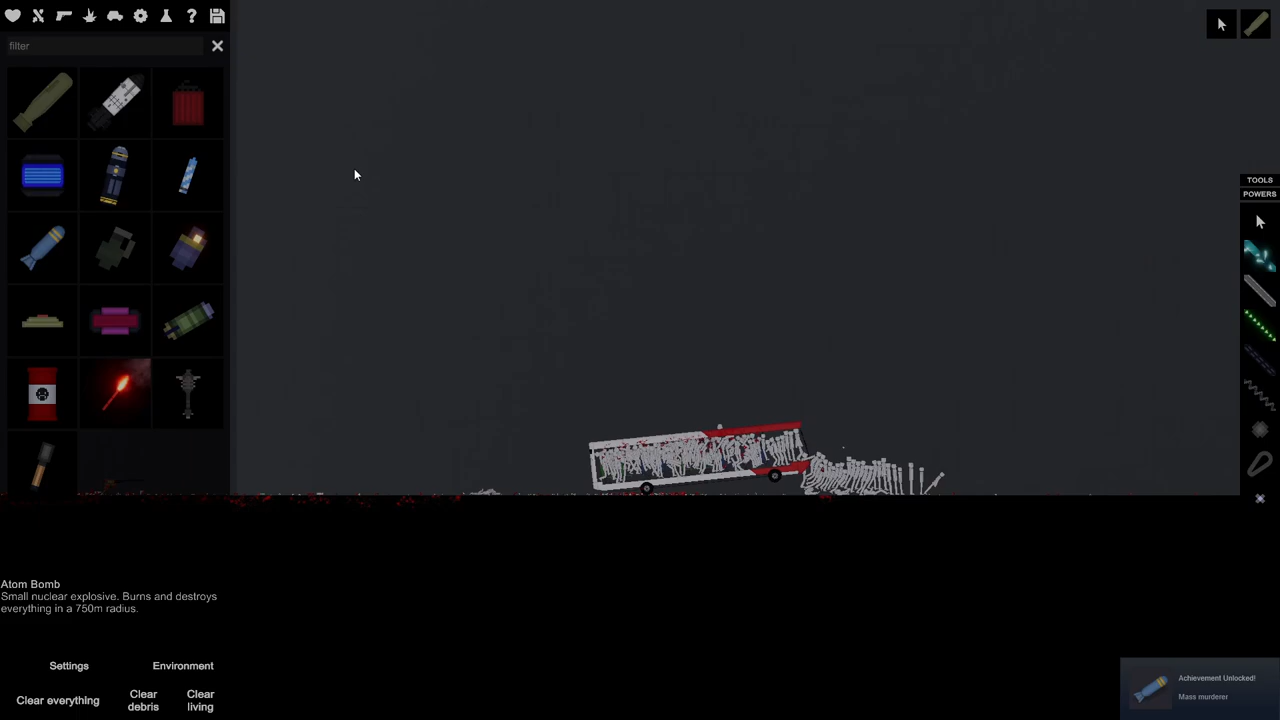 filter
TOOLS
POWERS
Atom Bomb
Small nuclear explosive. Burns and destroys
everything in a 750m radius.
Settings
Environment
Clear everything
Clear
debris
Clear
living
Achievement Unlocked!
Mass murderer